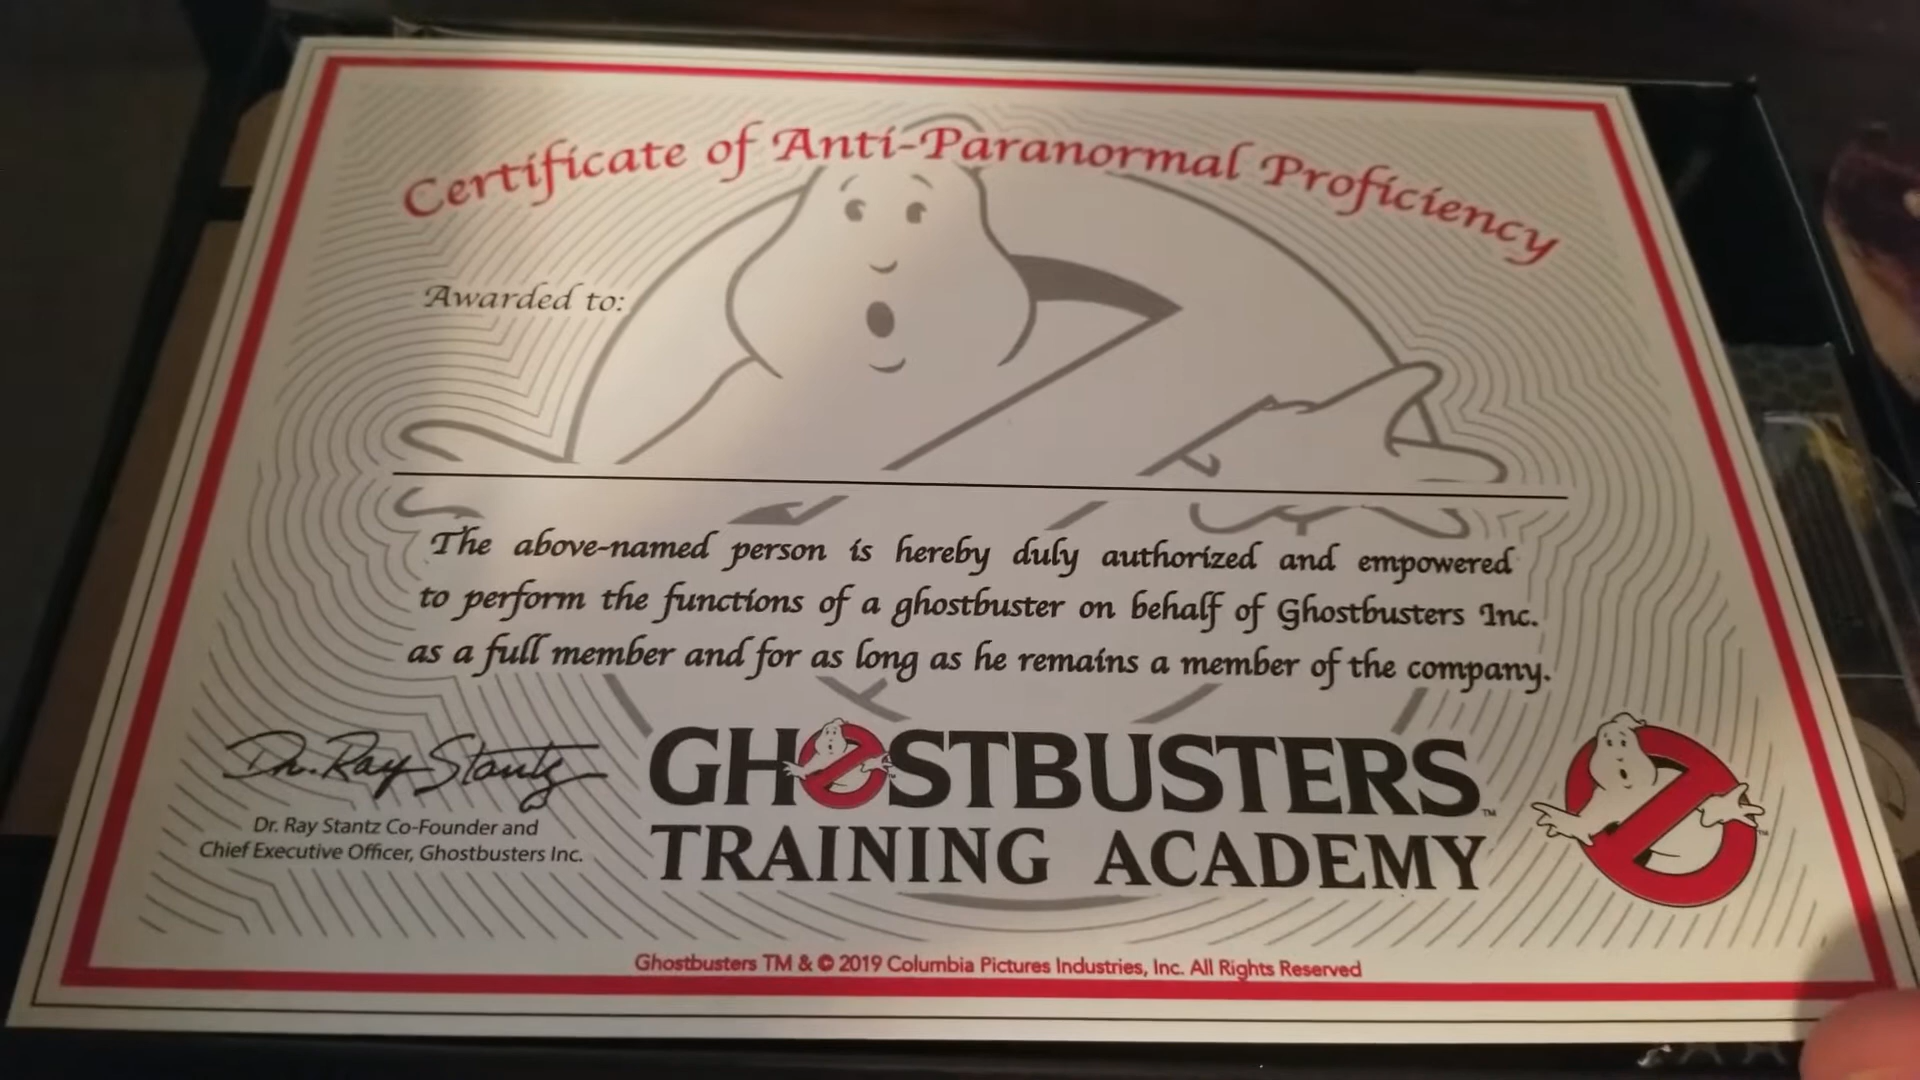 Certificate of Anti-Paranormal Proficiency
Awarded to:
The above-named person is hereby duly authorized and empowered
to perform the functions of a ghostbuster on behalf of Ghostbusters Inc.
as a full member and for as long as he remains a member of the company.
Dr. Ray Stantz
Dr. Ray Stantz Co-Founder and
Chief Executive Officer, Ghostbusters Inc.
GHOSTBUSTERS™
TRAINING ACADEMY
Ghostbusters TM & © 2019 Columbia Pictures Industries, Inc. All Rights Reserved